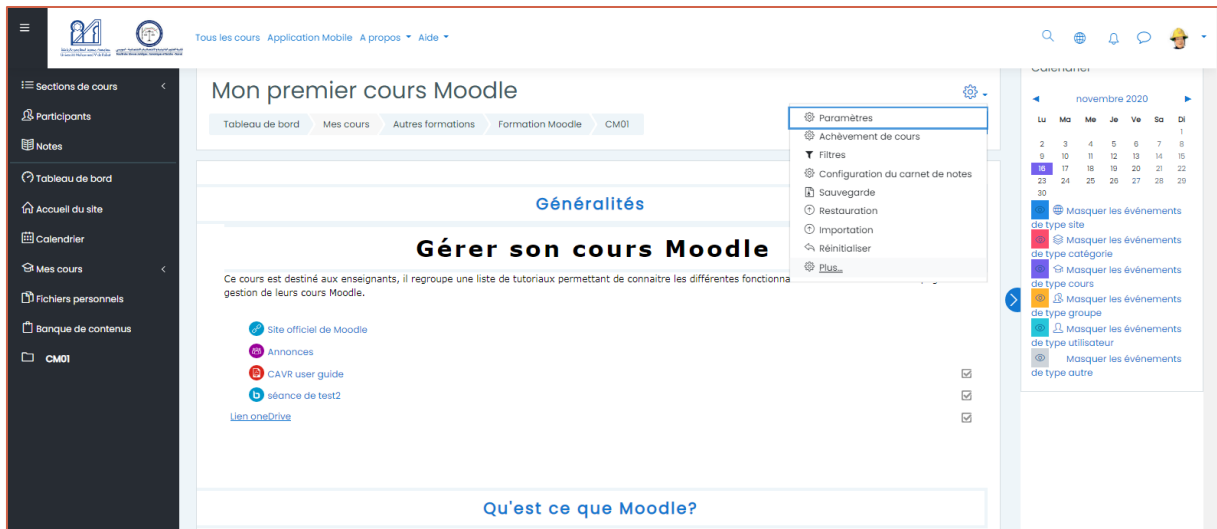 Tous les cours Application Mobile A propos Aide
Sections de cours
Participants
Notes
Tableau de bord
Accueil du site
Calendrier
Mes cours
Fichiers personnels
Banque de contenus
CM01
Mon premier cours Moodle
Tableau de bord Mes cours Autres formations Formation Moodle CM01
Paramètres
Achèvement de cours
Filtres
Configuration du carnet de notes
Sauvegarde
Restauration
Importation
Réinitialiser
Plus...
Généralités
Gérer son cours Moodle
Ce cours est destiné aux enseignants, il regroupe une liste de tutoriaux permettant de connaitre les différentes
gestion de leurs cours Moodle.
Site officiel de Moodle
Annonces
CAVR user guide
séance de test2
Lien oneDrive
Qu'est ce que Moodle?
Calendrier
novembre 2020
Lu Ma Me Je Ve Sa Di
1
2 3 4 5 6 7 8
9 10 11 12 13 14 15
16 17 18 19 20 21 22
23 24 25 26 27 28 29
30
Masquer les événements
de type site
Masquer les événements
de type catégorie
Masquer les événements
de type cours
Masquer les événements
de type groupe
Masquer les événements
de type utilisateur
Masquer les événements
de type autre